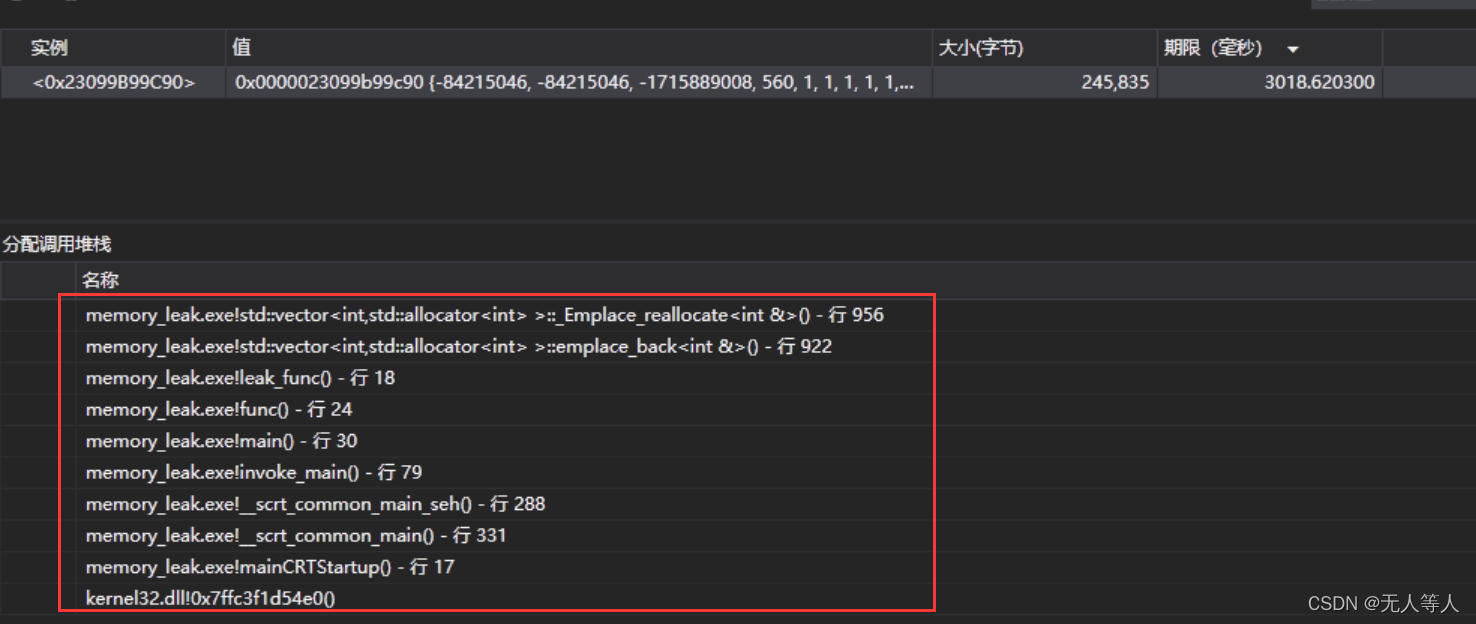 实例 值 大小(字节) 期限 (毫秒)
<0x23099B99C90> 0x0000023099b99c90 {-84215046, -84215046, -1715889008, 560, 1, 1, 1, 1, 1,... 245,835 3018.620300
分配调用堆栈
名称
memory_leak.exe!std::vector<int,std::allocator<int> >::_Emplace_reallocate<int &>() - 行 956
memory_leak.exe!std::vector<int,std::allocator<int> >::emplace_back<int &>() - 行 922
memory_leak.exe!leak_func() - 行 18
memory_leak.exe!func() - 行 24
memory_leak.exe!main() - 行 30
memory_leak.exe!invoke_main() - 行 79
memory_leak.exe!__scrt_common_main_seh() - 行 288
memory_leak.exe!__scrt_common_main() - 行 331
memory_leak.exe!mainCRTStartup() - 行 17
kernel32.dll!0x7ffc3f1d54e0()
CSDN @无人等人